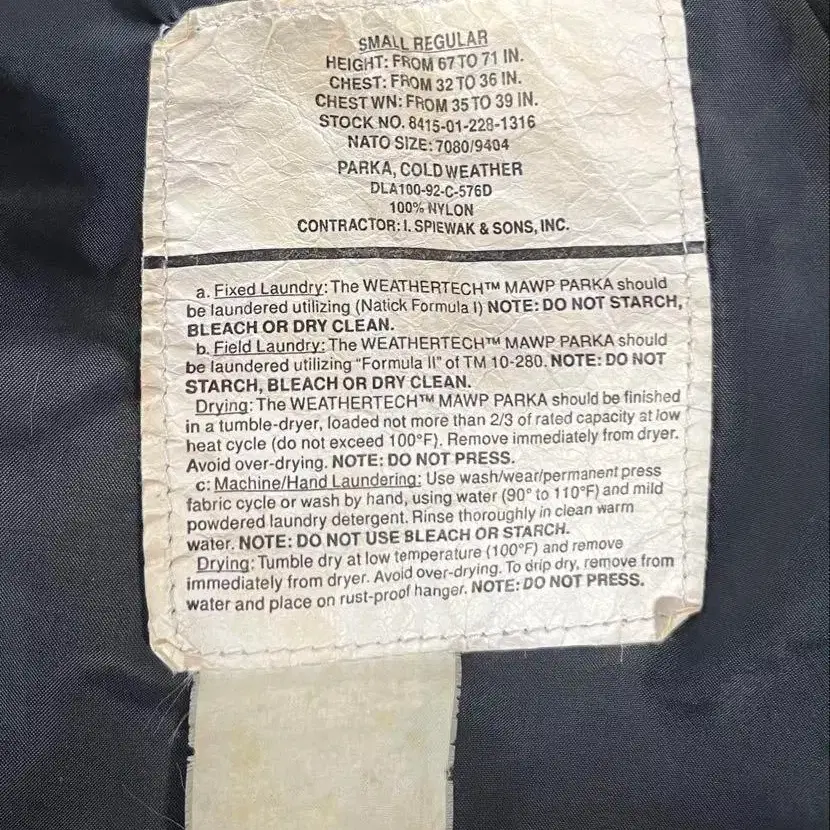 SMALL REGULAR
HEIGHT: FROM 67 TO 71 IN.
CHEST: FROM 32 TO 36 IN.
CHEST WN: FROM 35 TO 39 IN.
STOCK NO. 8415-01-228-1316
NATO SIZE: 7080/9404
PARKA, COLD WEATHER
DLA100-92-C-576D
100% NYLON
CONTRACTOR: I. SPIEWAK & SONS, INC.
a. Fixed Laundry: The WEATHERTECH™ MAWP PARKA should
be laundered utilizing (Natick Formula I) NOTE: DO NOT STARCH,
BLEACH OR DRY CLEAN.
b. Field Laundry: The WEATHERTECH™ MAWP PARKA should
be laundered utilizing "Formula II" of TM 10-280. NOTE: DO NOT
STARCH, BLEACH OR DRY CLEAN.
Drying: The WEATHERTECH™ MAWP PARKA should be finished
in a tumble-dryer, loaded not more than 2/3 of rated capacity at low
heat cycle (do not exceed 100°F). Remove immediately from dryer.
Avoid over-drying. NOTE: DO NOT PRESS.
c: Machine/Hand Laundering: Use wash/wear/permanent press
fabric cycle or wash by hand, using water (90° to 110°F) and mild
powdered laundry detergent. Rinse thoroughly in clean warm
water. NOTE: DO NOT USE BLEACH OR STARCH.
Drying: Tumble dry at low temperature (100°F) and remove
immediately from dryer. Avoid over-drying. To drip dry, remove from
water and place on rust-proof hanger. NOTE: DO NOT PRESS.